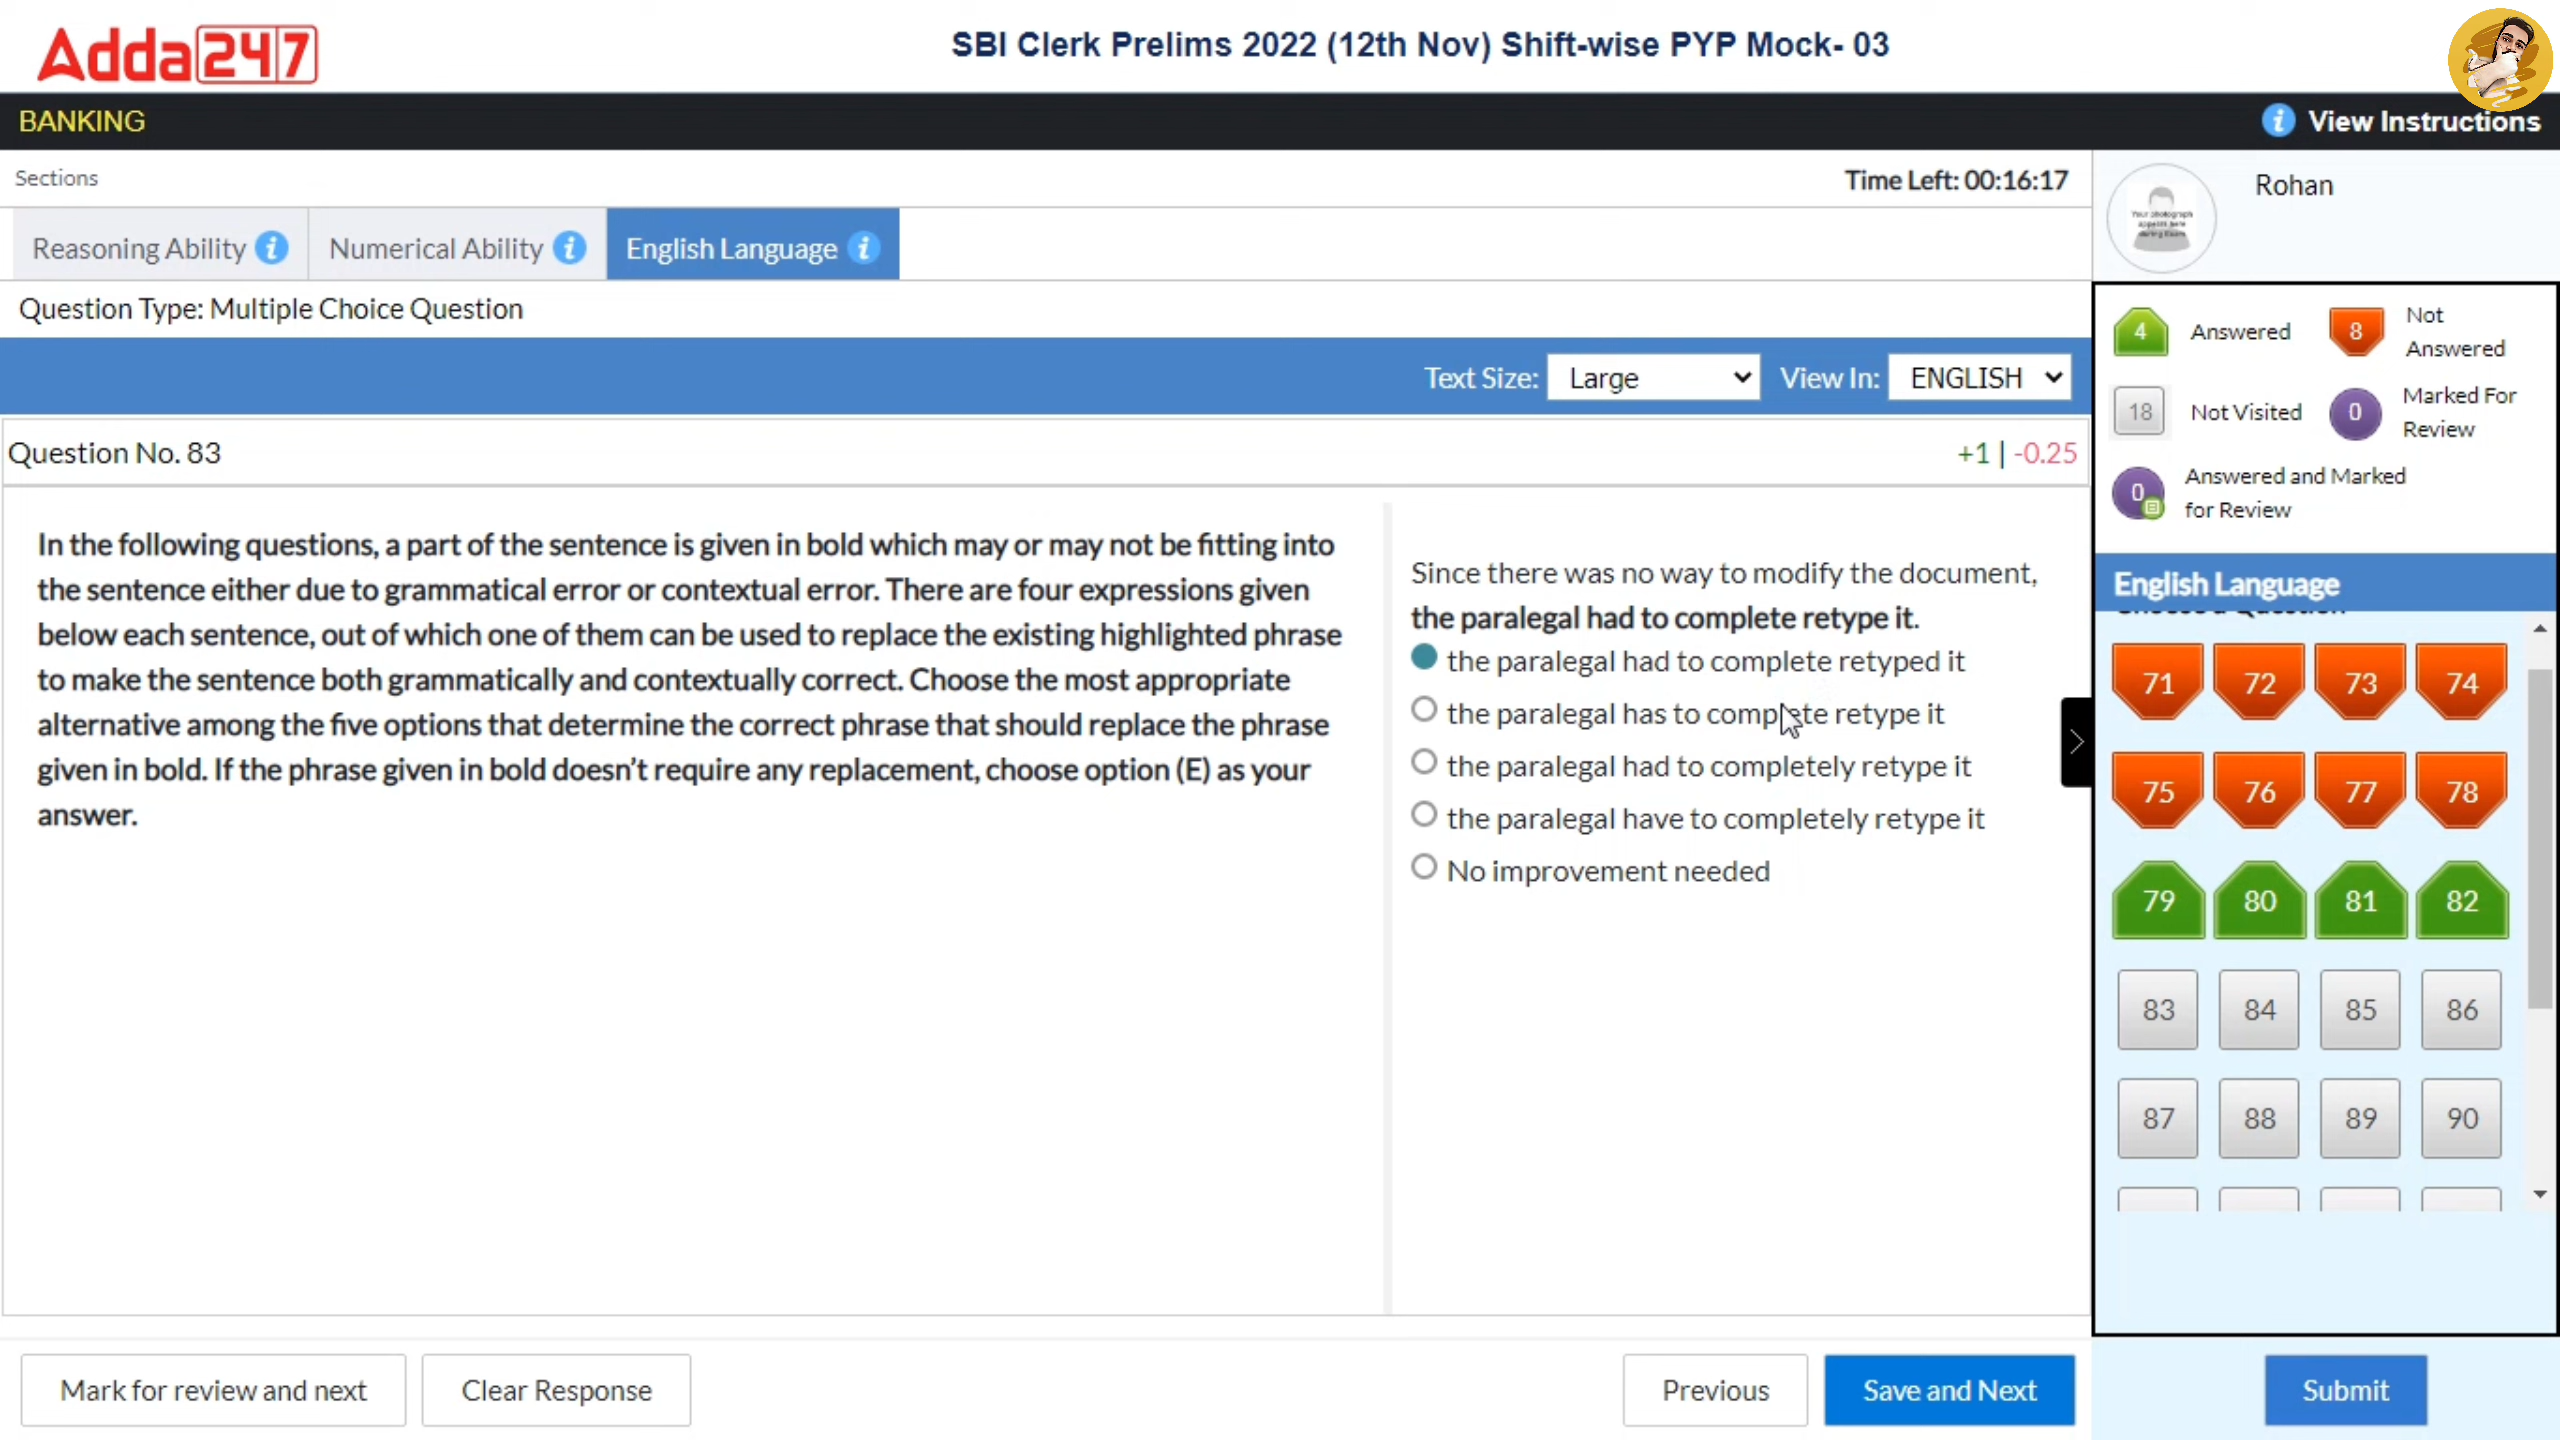 Adda247
SBI Clerk Prelims 2022 (12th Nov) Shift-wise PYP Mock- 03
BANKING
View Instructions
Sections
Time Left: 00:16:17
Rohan
Your photograph
appears here
during Exam
Reasoning Ability
Numerical Ability
English Language
Question Type: Multiple Choice Question
4 Answered
8 Not
Answered
18 Not Visited
0 Marked For
Review
0 Answered and Marked
for Review
Text Size: Large View In: ENGLISH
Question No. 83
+1 | -0.25
In the following questions, a part of the sentence is given in bold which may or may not be fitting into
the sentence either due to grammatical error or contextual error. There are four expressions given
below each sentence, out of which one of them can be used to replace the existing highlighted phrase
to make the sentence both grammatically and contextually correct. Choose the most appropriate
alternative among the five options that determine the correct phrase that should replace the phrase
given in bold. If the phrase given in bold doesn’t require any replacement, choose option (E) as your
answer.
Since there was no way to modify the document,
the paralegal had to complete retype it.
the paralegal had to complete retyped it
the paralegal has to complete retype it
the paralegal had to completely retype it
the paralegal have to completely retype it
No improvement needed
English Language
Choose a Question
71 72 73 74
75 76 77 78
79 80 81 82
83 84 85 86
87 88 89 90
Mark for review and next
Clear Response
Previous
Save and Next
Submit